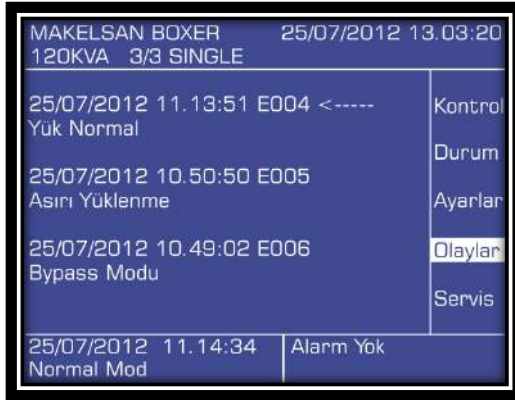 MAKELSAN BOXER 25/07/2012 13.03:20
120KVA 3/3 SINGLE
25/07/2012 11.13:51 E004 <-----
Yük Normal
25/07/2012 10.50:50 E005
Asırı Yüklenme
25/07/2012 10.49:02 E006
Bypass Modu
Kontrol
Durum
Ayarlar
Olaylar
Servis
25/07/2012 11.14:34
Normal Mod
Alarm Yok